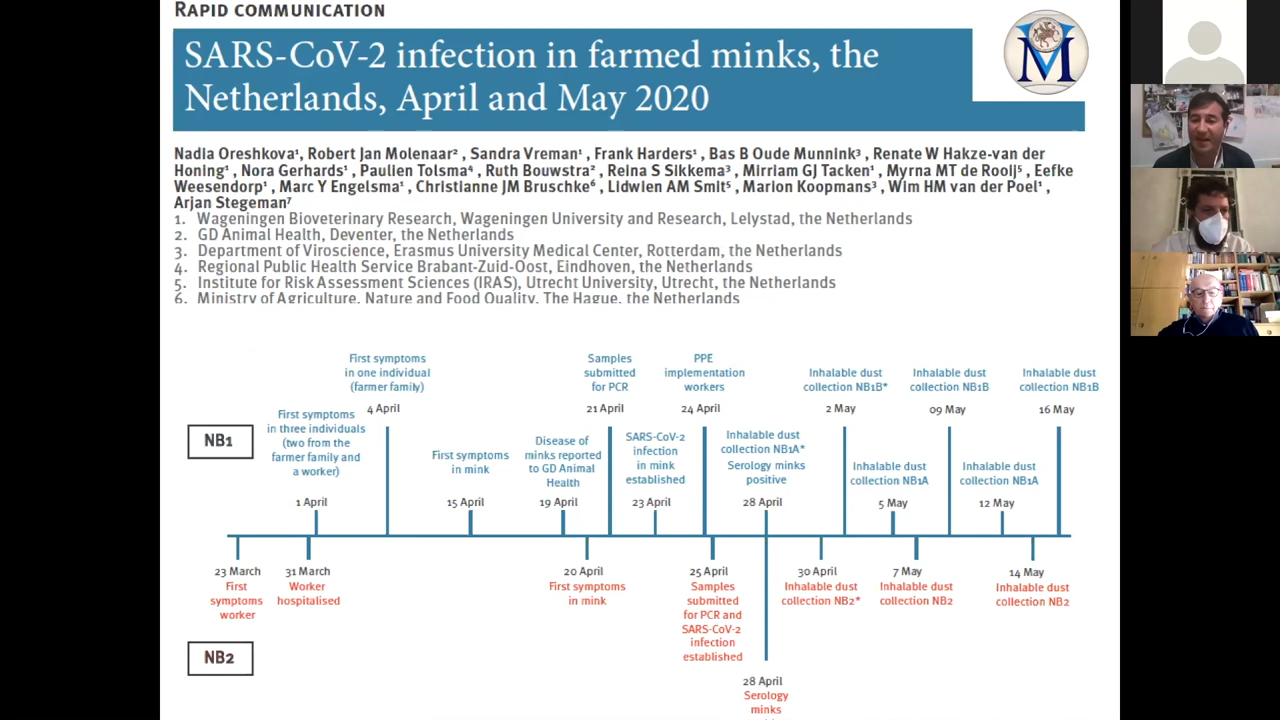 RAPID COMMUNICATION
SARS-CoV-2 infection in farmed minks, the
Netherlands, April and May 2020
Nadia Oreshkova¹, Robert Jan Molenaar² , Sandra Vreman¹ , Frank Harders¹ , Bas B Oude Munnink³ , Renate W Hakze-van der
Honing¹ , Nora Gerhards¹ , Paulien Tolsma⁴ , Ruth Bouwstra² , Reina S Sikkema³ , Mirriam GJ Tacken¹ , Myrna MT de Rooij⁵ , Eefke
Weesendorp¹ , Marc Y Engelsma¹ , Christianne JM Bruschke⁶ , Lidwien AM Smit⁵ , Marion Koopmans³ , Wim HM van der Poel¹ ,
Arjan Stegeman⁷
1. Wageningen Bioveterinary Research, Wageningen University and Research, Lelystad, the Netherlands
2. GD Animal Health, Deventer, the Netherlands
3. Department of Viroscience, Erasmus University Medical Center, Rotterdam, the Netherlands
4. Regional Public Health Service Brabant-Zuid-Oost, Eindhoven, the Netherlands
5. Institute for Risk Assessment Sciences (IRAS), Utrecht University, Utrecht, the Netherlands
6. Ministry of Agriculture, Nature and Food Quality, The Hague, the Netherlands
NB1
First symptoms
in three individuals
(two from the
farmer family and
a worker)
1 April
First symptoms
in one individual
(farmer family)
4 April
First symptoms
in mink
15 April
Disease of
minks reported
to GD Animal
Health
19 April
Samples
submitted
for PCR
21 April
SARS-CoV-2
infection
in mink
established
23 April
PPE
implementation
workers
24 April
Inhalable dust
collection NB1A*
Serology minks
positive
28 April
Inhalable dust
collection NB1B*
2 May
Inhalable dust
collection NB1A
5 May
Inhalable dust
collection NB1B
09 May
Inhalable dust
collection NB1A
12 May
Inhalable dust
collection NB1B
16 May
23 March
First
symptoms
worker
31 March
Worker
hospitalised
20 April
First symptoms
in mink
25 April
Samples
submitted
for PCR and
SARS-CoV-2
infection
established
28 April
Serology
minks
30 April
Inhalable dust
collection NB2*
7 May
Inhalable dust
collection NB2
14 May
Inhalable dust
collection NB2
NB2